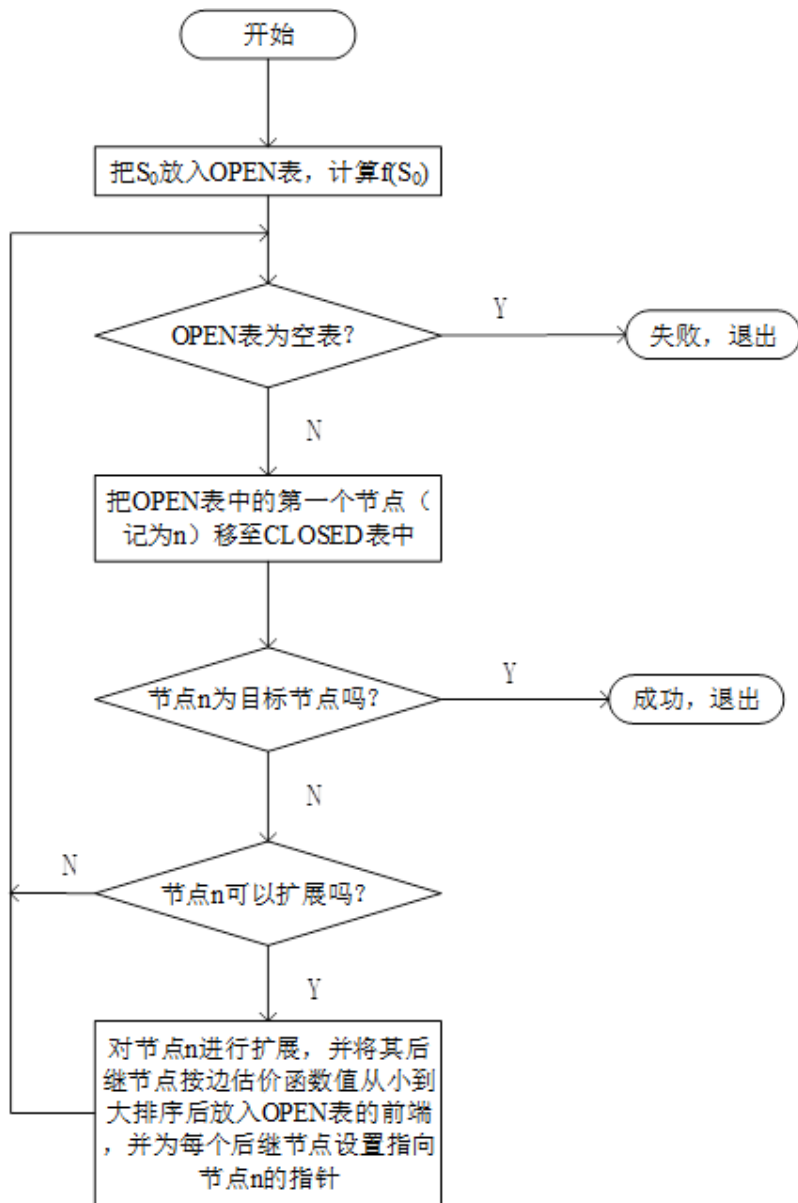 开始
把S₀放入OPEN表，计算f(S₀)
OPEN表为空表？
Y
失败，退出
N
把OPEN表中的第一个节点（
记为n）移至CLOSED表中
节点n为目标节点吗？
Y
成功，退出
N
节点n可以扩展吗？
N
Y
对节点n进行扩展，并将其后
继节点按边估价函数值从小到
大排序后放入OPEN表的前端
，并为每个后继节点设置指向
节点n的指针